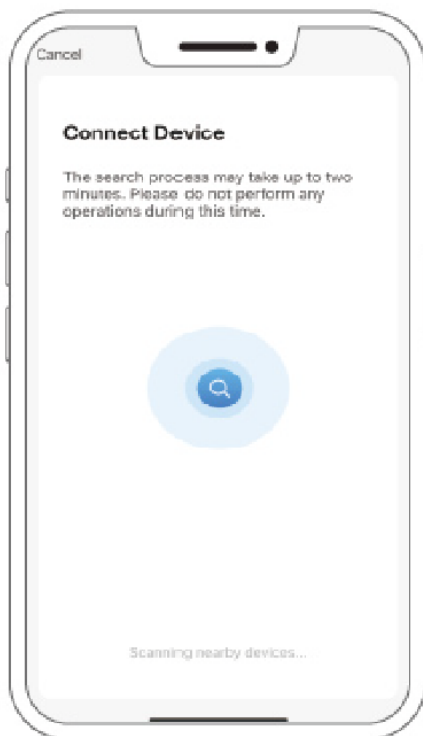 Cancel
Connect Device
The search process may take up to two
minutes. Please do not perform any
operations during this time.
Scanning nearby devices...